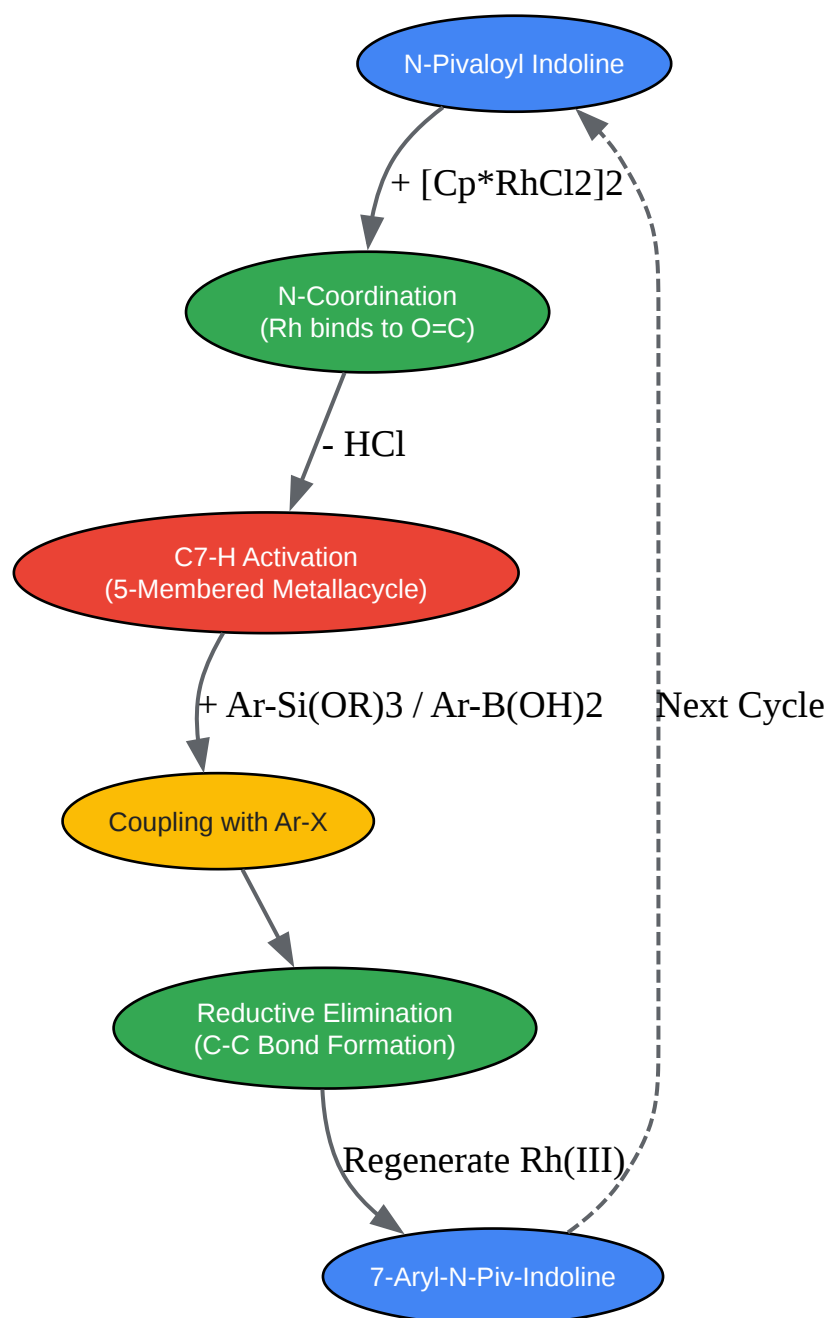 N-Pivaloyl Indoline
+ [Cp*RhCl2]2
N-Coordination
(Rh binds to O=C)
- HCl
C7-H Activation
(5-Membered Metallacycle)
+ Ar-Si(OR)3 / Ar-B(OH)2
Next Cycle
Coupling with Ar-X
Reductive Elimination
(C-C Bond Formation)
Regenerate Rh(III)
7-Aryl-N-Piv-Indoline